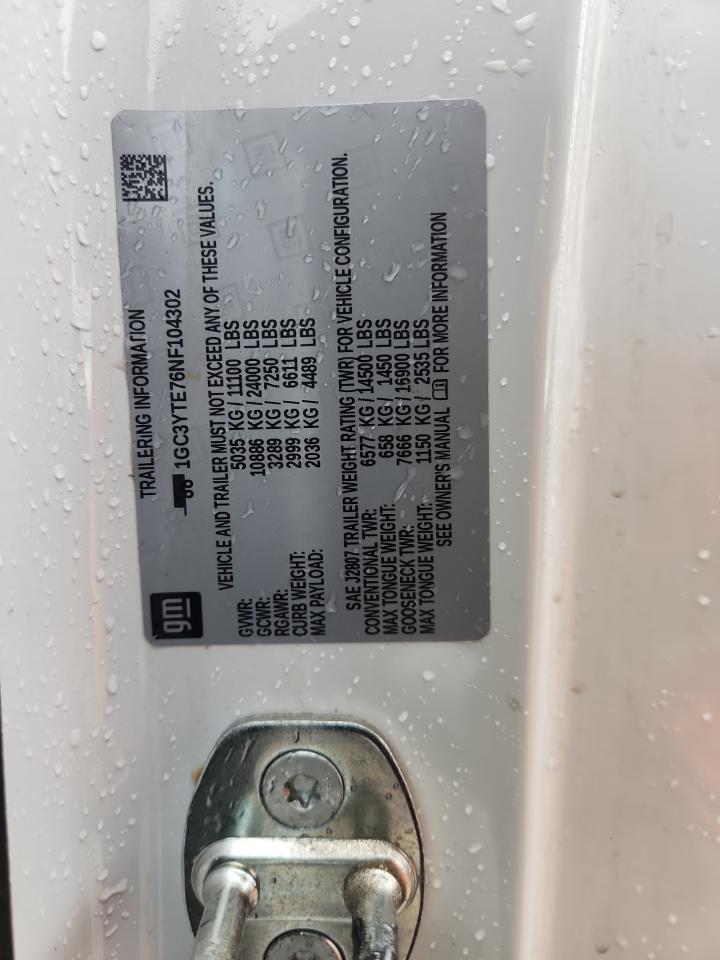 gm
TRAILERING INFORMATION
1GC3YTE76NF104302
VEHICLE AND TRAILER MUST NOT EXCEED ANY OF THESE VALUES.
GVWR: 5035 KG / 11100 LBS
GCWR: 10886 KG / 24000 LBS
RGAWR: 3289 KG / 7250 LBS
CURB WEIGHT: 2999 KG / 6611 LBS
MAX PAYLOAD: 2036 KG / 4489 LBS
SAE J2807 TRAILER WEIGHT RATING (TWR) FOR VEHICLE CONFIGURATION.
CONVENTIONAL TWR: 6577 KG / 14500 LBS
MAX TONGUE WEIGHT: 658 KG / 1450 LBS
GOOSENECK TWR: 7666 KG / 16900 LBS
MAX TONGUE WEIGHT: 1150 KG / 2535 LBS
SEE OWNER'S MANUAL FOR MORE INFORMATION